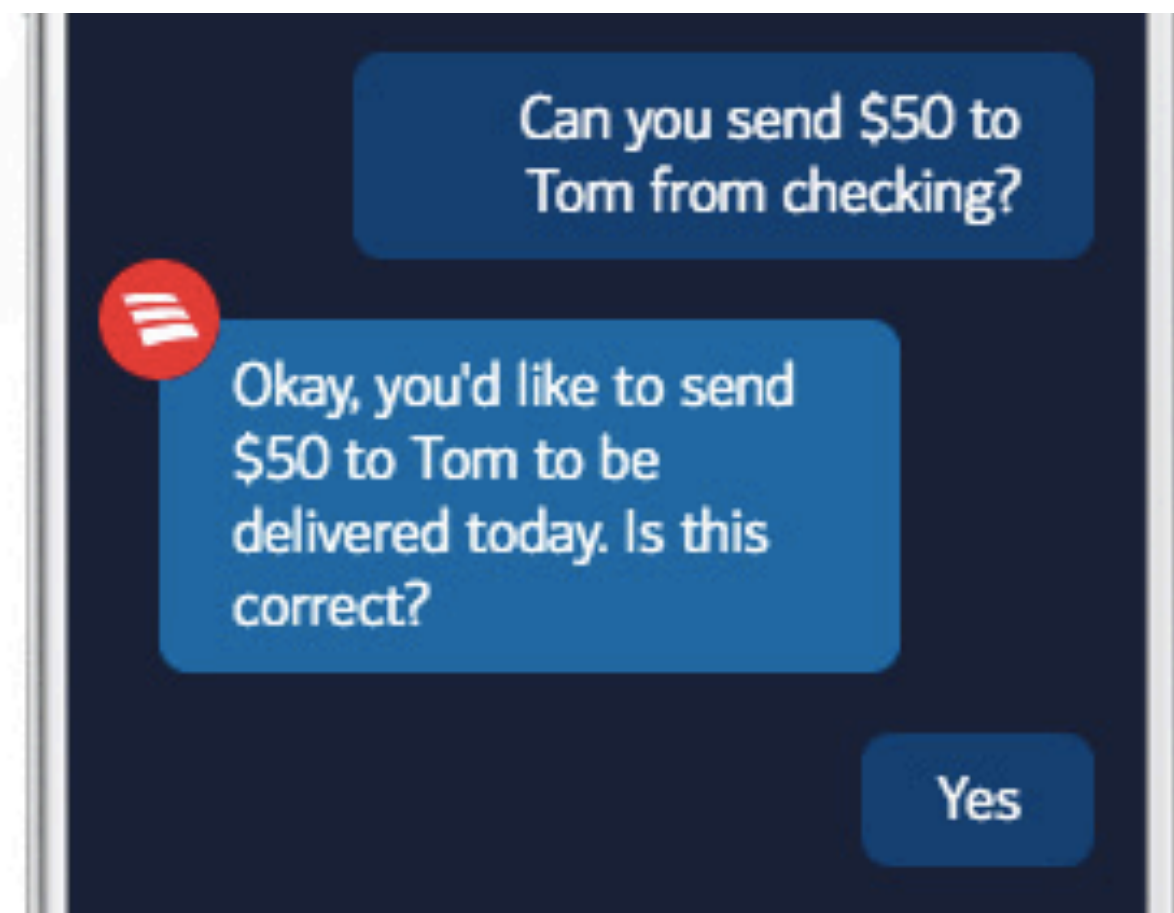 Can you send $50 to
Tom from checking?
Okay, you'd like to send
$50 to Tom to be
delivered today. Is this
correct?
Yes